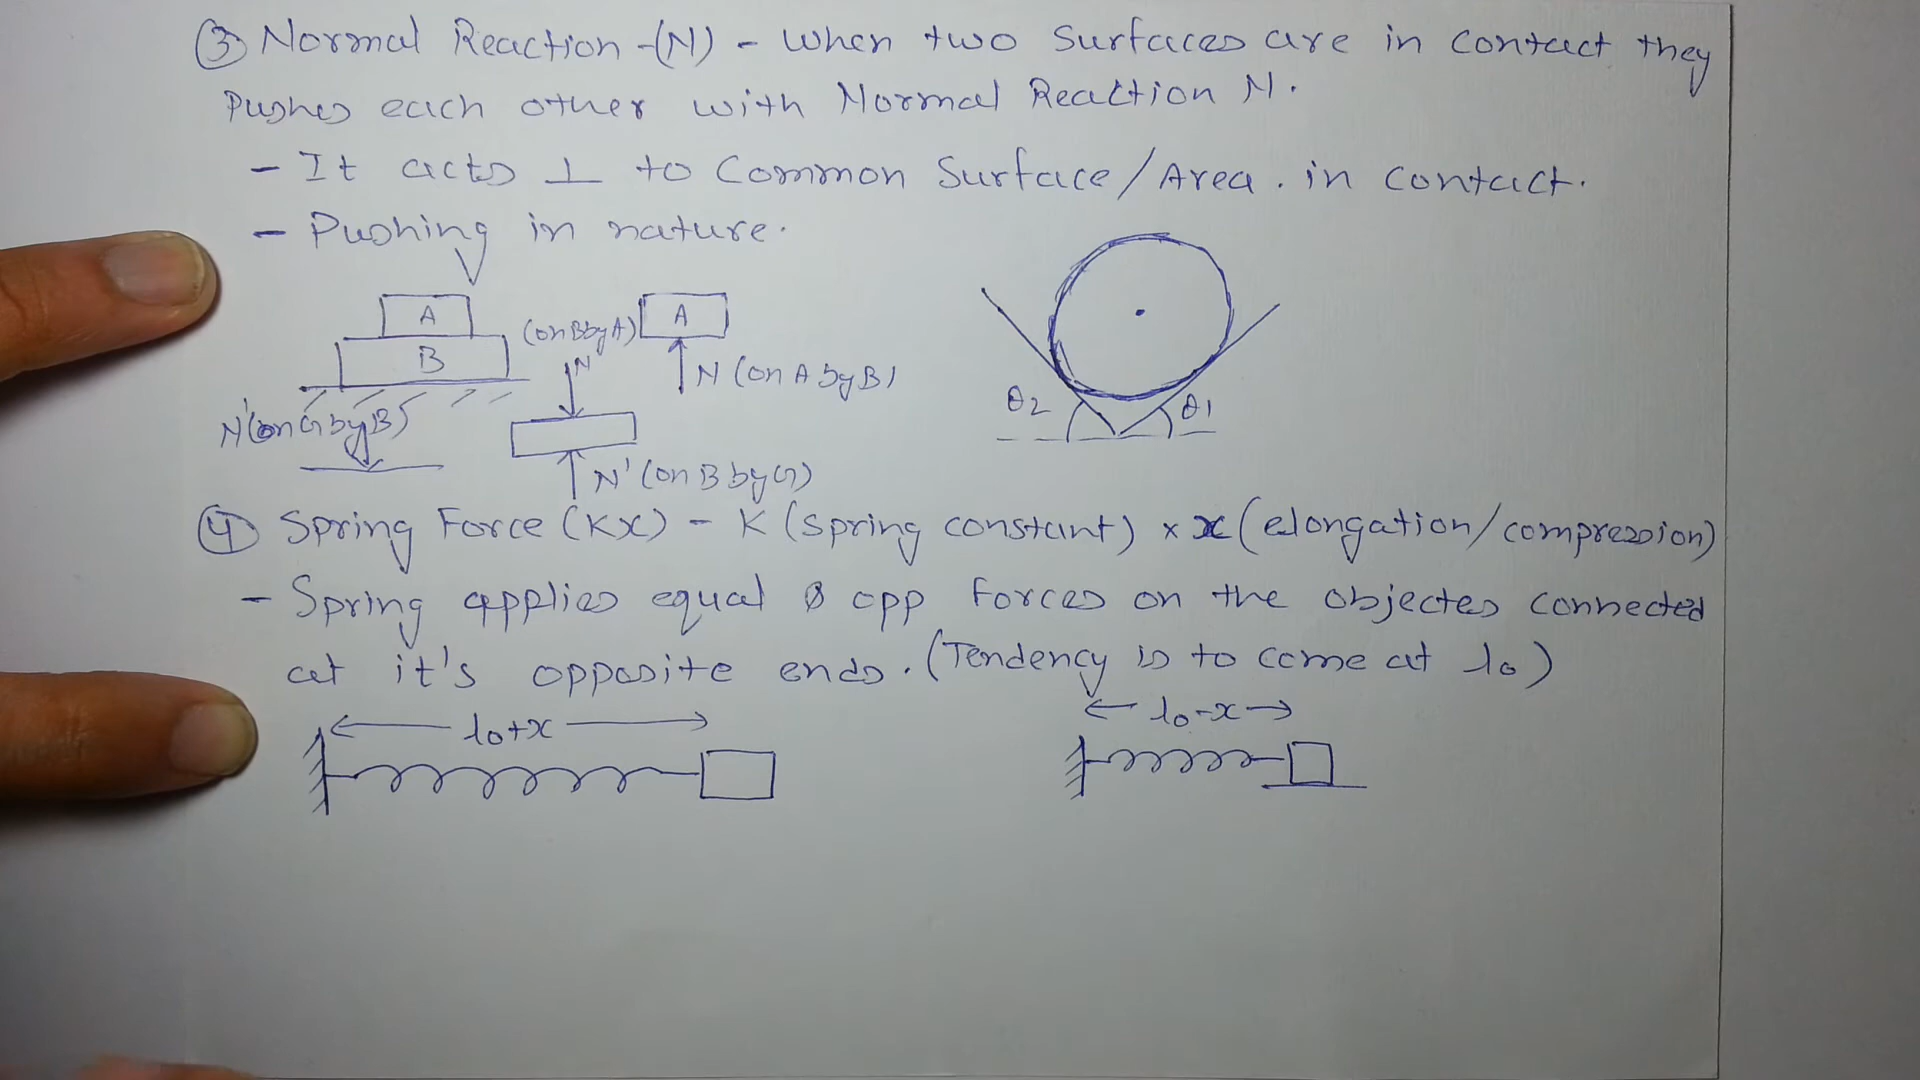 ③ Normal Reaction -(N) - when two surfaces are in contact they
Pushes each other with Normal Reaction N.
- It acts ⊥ to Common Surface/Area. in contact.
- Pushing in nature.
A
B
(on B by A)
N
A
N (on A by B)
N' (on G by B)
N' (on B by G)
θ2
θ1
④ Spring Force (Kx) - K (spring constant) × x (elongation/compression)
- Spring applies equal & opp forces on the objectes connected
at it's opposite ends. (Tendency is to come at l0)
l0+x
l0-x